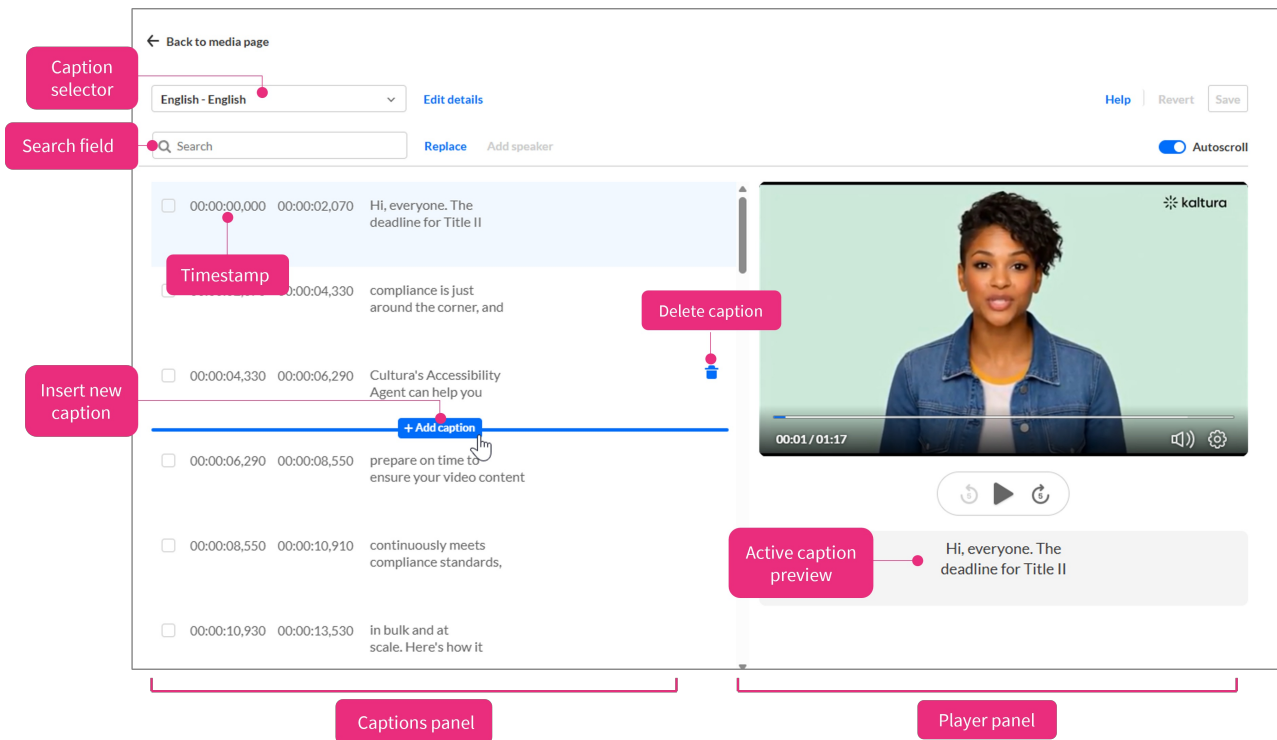 Back to media page
Caption
selector
English - English
Edit details
Help
Revert
Save
Search field
Search
Replace
Add speaker
Autoscroll
00:00:00,000 00:00:02,070 Hi, everyone. The
deadline for Title II
kaltura
Timestamp
00:00:04,330 compliance is just
around the corner, and
Delete caption
00:00:04,330 00:00:06,290 Cultura's Accessibility
Agent can help you
Insert new
caption
+ Add caption
00:01 / 01:17
00:00:06,290 00:00:08,550 prepare on time to
ensure your video content
5
5
00:00:08,550 00:00:10,910 continuously meets
compliance standards,
Active caption
preview
Hi, everyone. The
deadline for Title II
00:00:10,930 00:00:13,530 in bulk and at
scale. Here's how it
Captions panel
Player panel